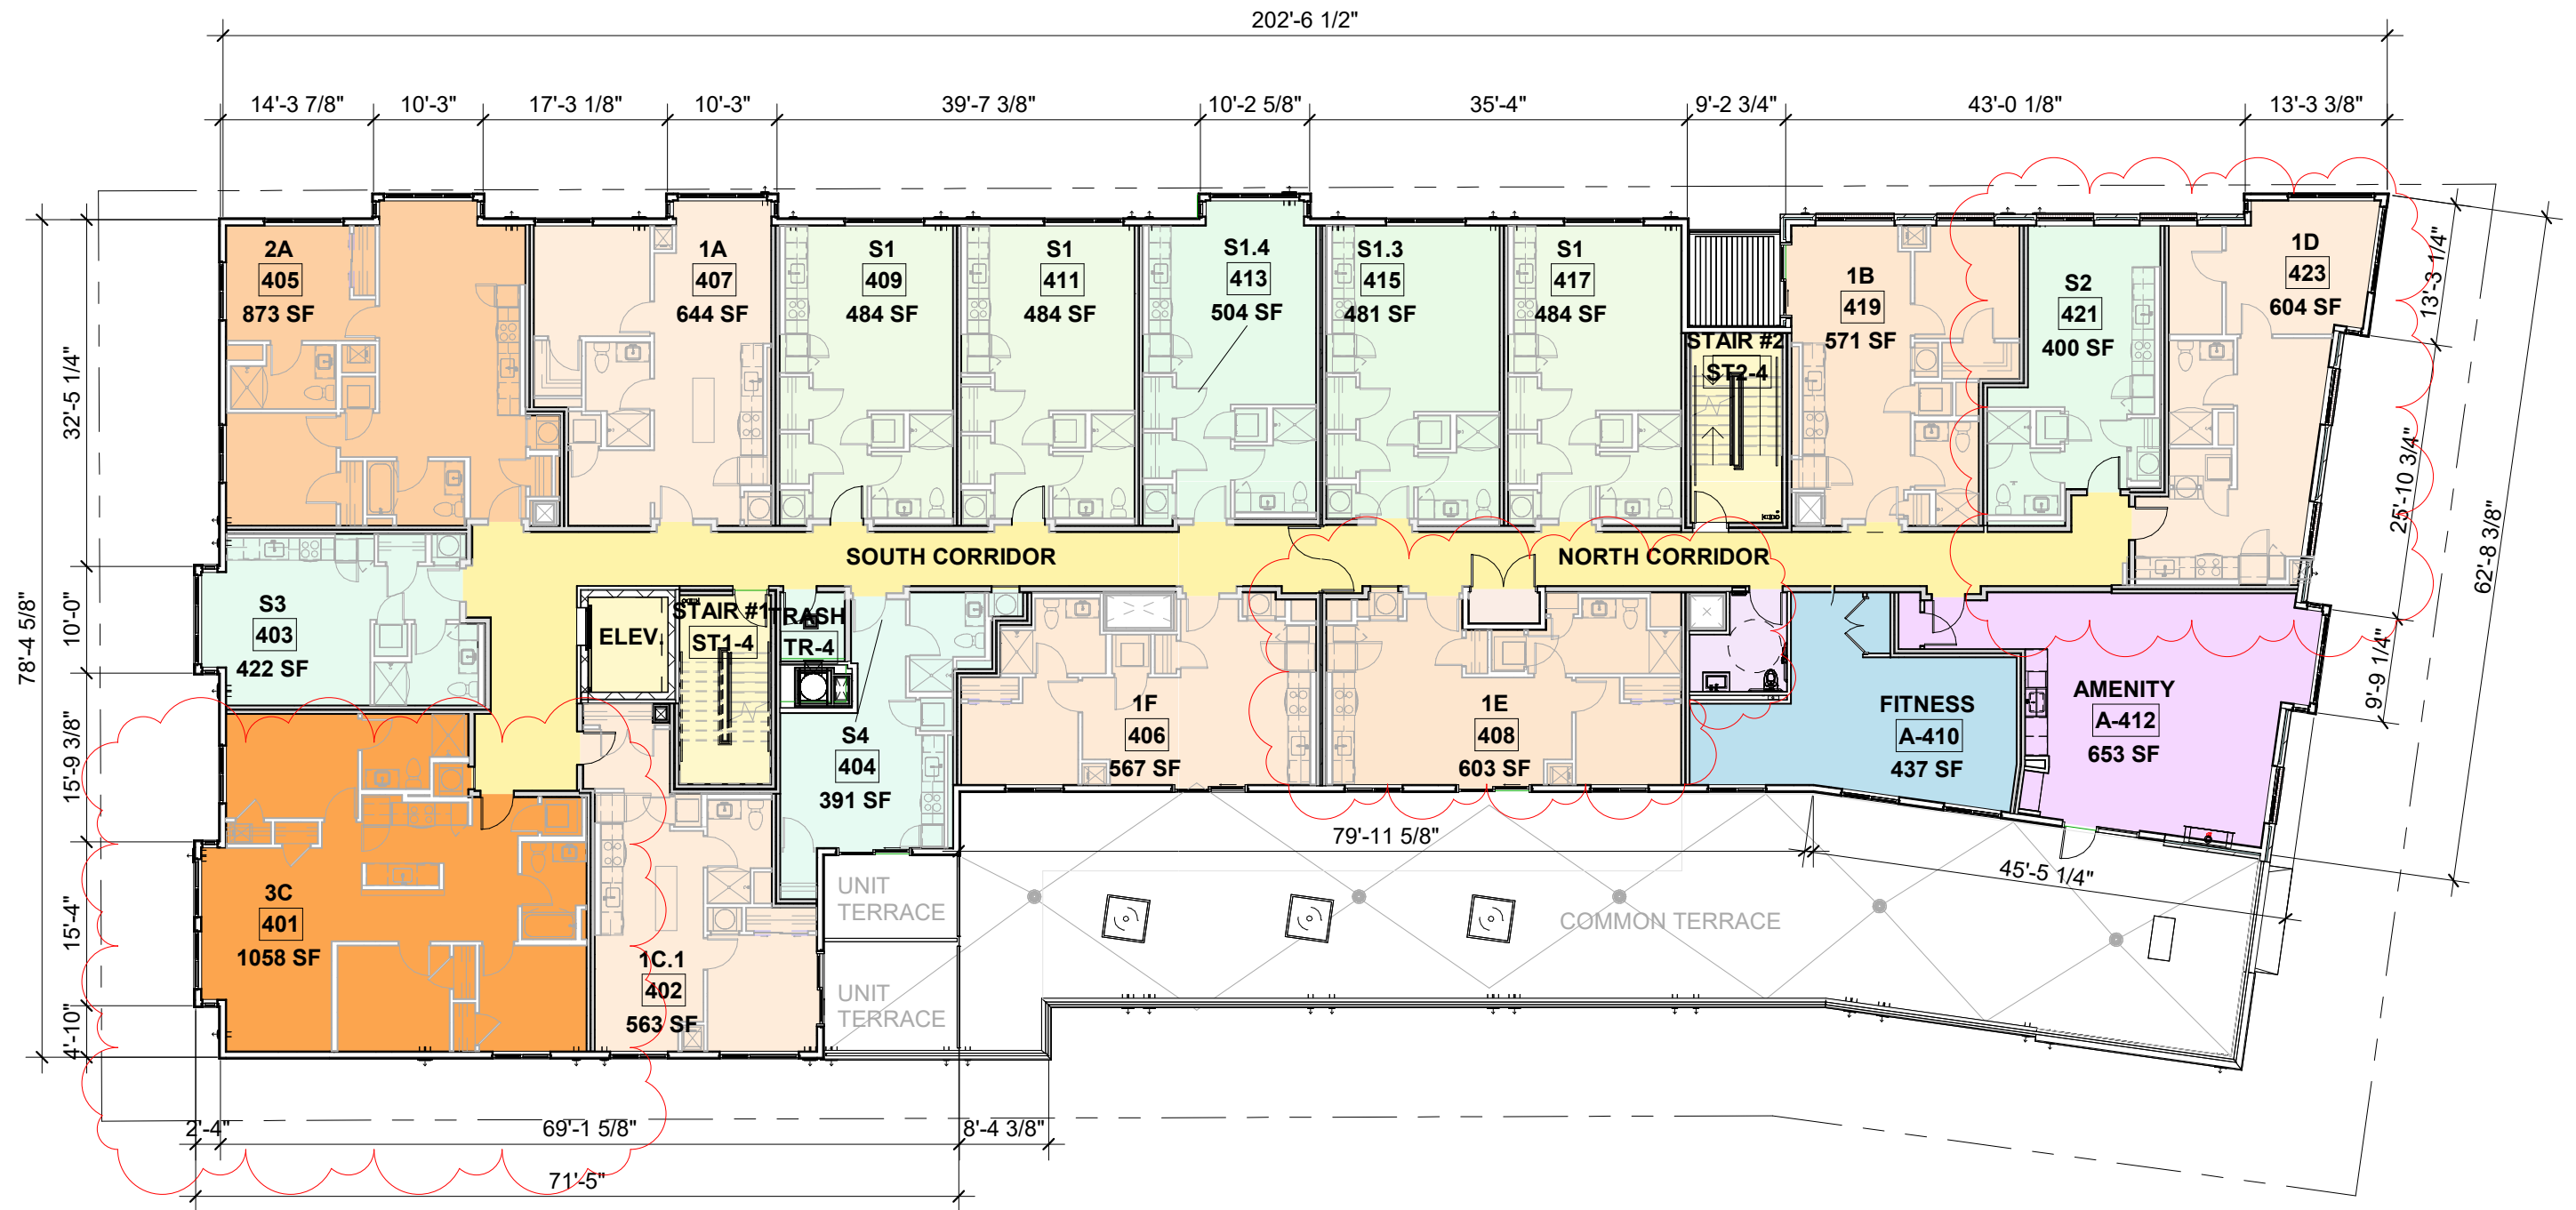 202'-6 1/2"
14'-3 7/8"
10'-3"
17'-3 1/8"
10'-3"
39'-7 3/8"
10'-2 5/8"
35'-4"
9'-2 3/4"
43'-0 1/8"
13'-3 3/8"
2A
405
873 SF
1A
407
644 SF
S1
409
484 SF
S1
411
484 SF
S1.4
413
504 SF
S1.3
415
481 SF
S1
417
484 SF
STAIR #2
ST2-4
1B
419
571 SF
S2
421
400 SF
1D
423
604 SF
13'-3 1/4"
25'-10 3/4"
62'-8 3/8"
9'-9 1/4"
78'-4 5/8"
32'-5 1/4"
10'-0"
15'-9 3/8"
15'-4"
4'-10"
SOUTH CORRIDOR
NORTH CORRIDOR
S3
403
422 SF
ELEV.
STAIR #1
ST1-4
TRASH
TR-4
S4
404
391 SF
1F
406
567 SF
1E
408
603 SF
FITNESS
A-410
437 SF
AMENITY
A-412
653 SF
3C
401
1058 SF
1C.1
402
563 SF
UNIT
TERRACE
UNIT
TERRACE
79'-11 5/8"
45'-5 1/4"
COMMON TERRACE
2'-4"
69'-1 5/8"
8'-4 3/8"
71'-5"